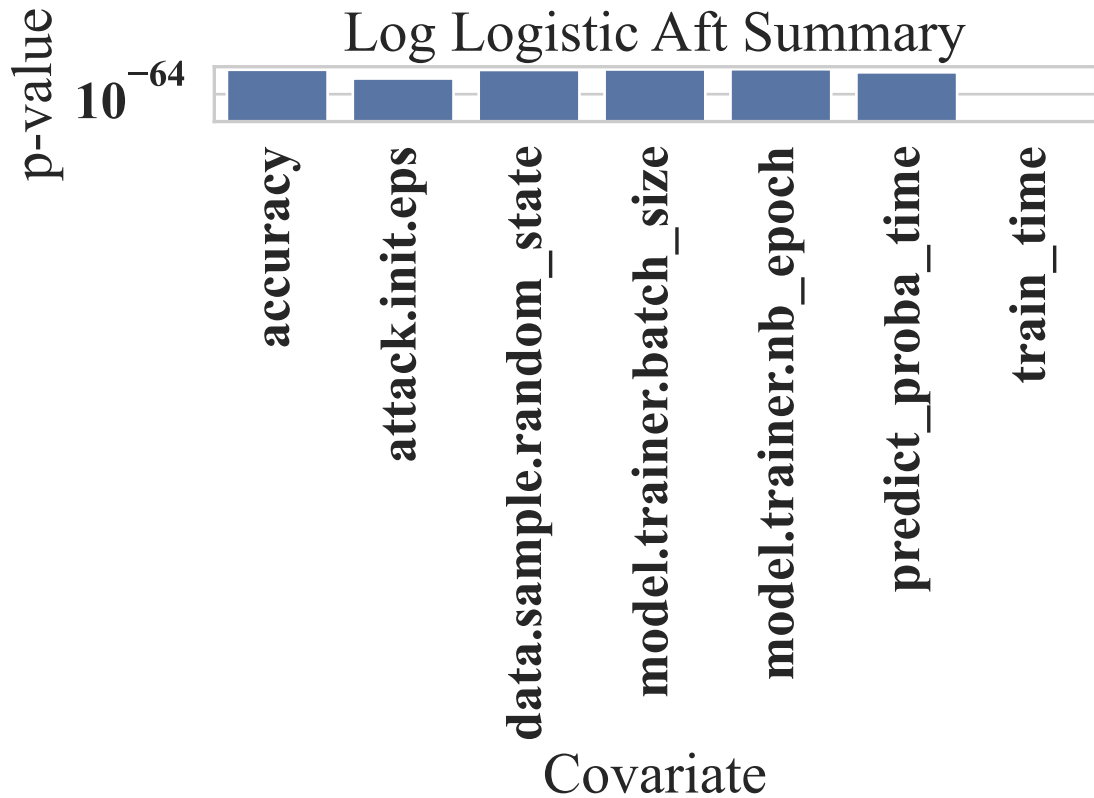 Log Logistic Aft Summary
p-value
10⁻⁶⁴
accuracy
attack.init.eps
data.sample.random_state
model.trainer.batch_size
model.trainer.nb_epoch
predict_proba_time
train_time
Covariate